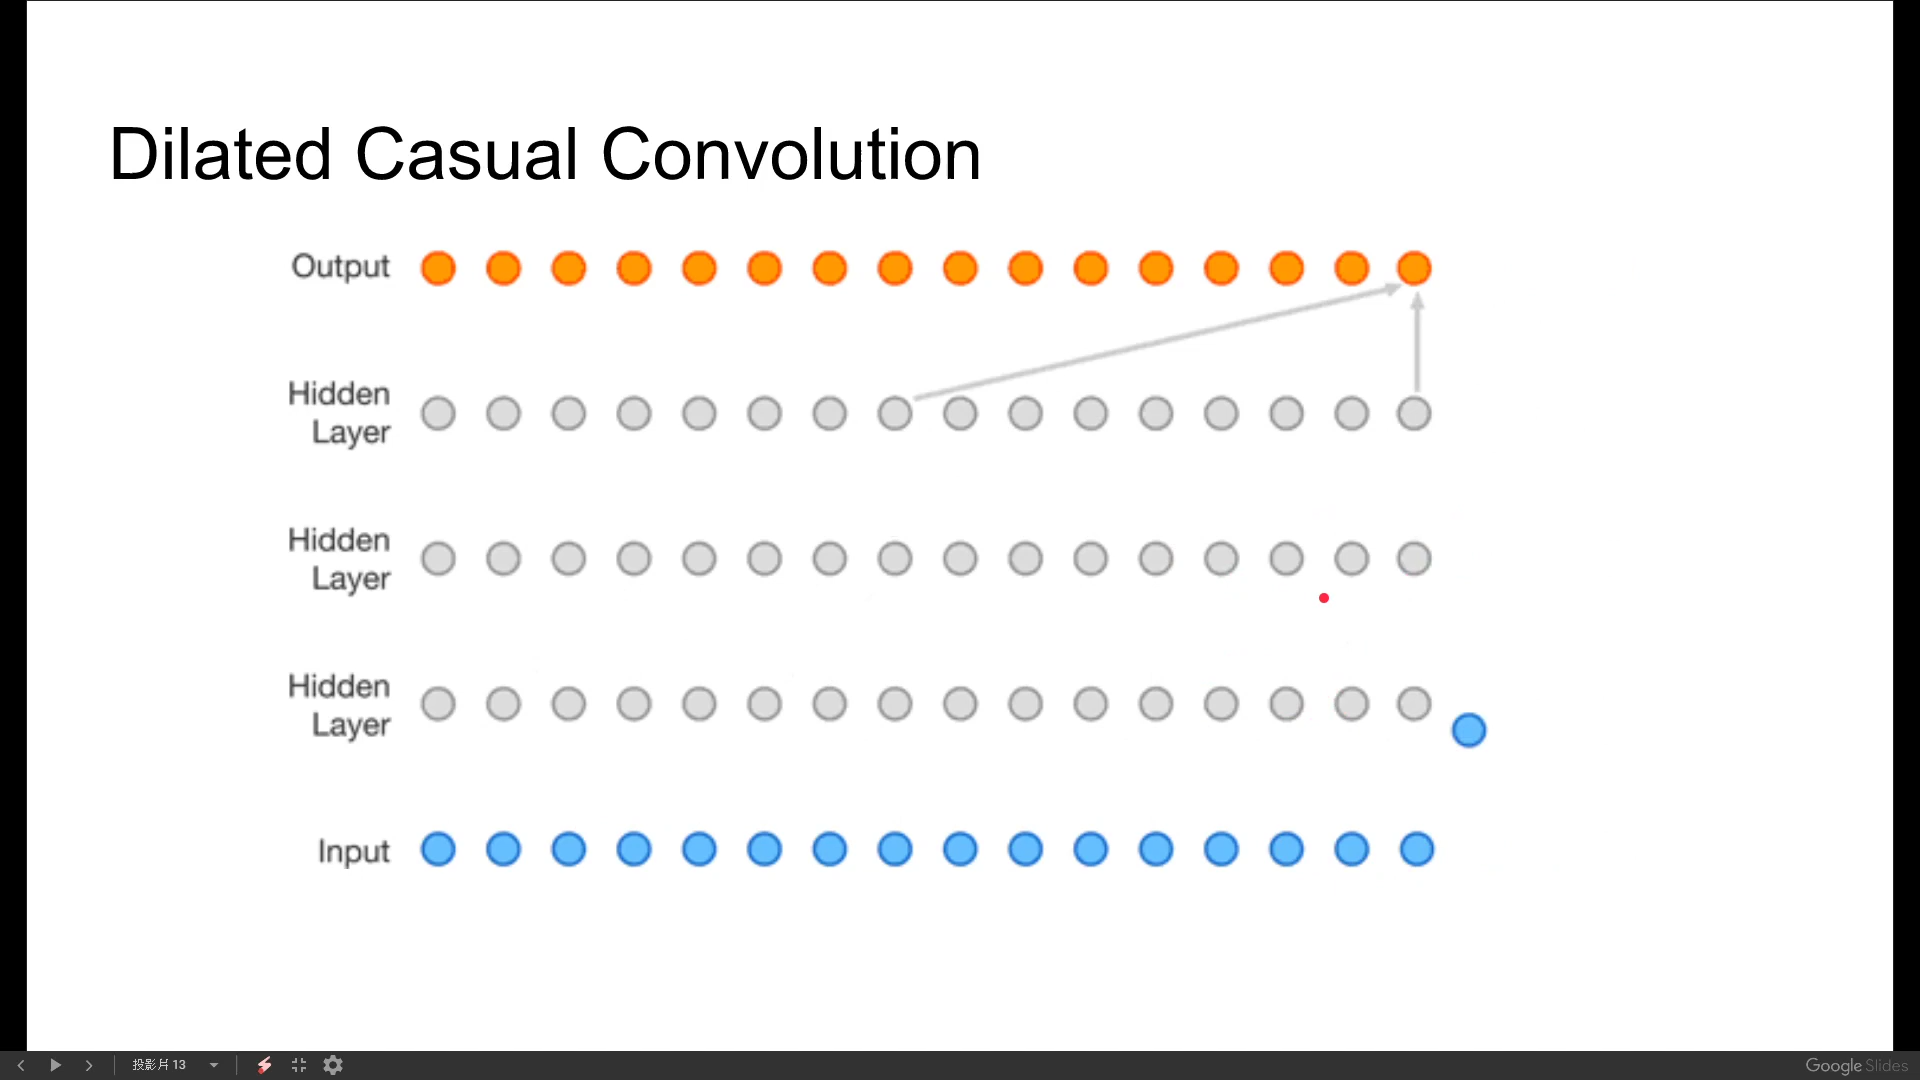 Dilated Casual Convolution
Output
Hidden
Layer
Hidden
Layer
Hidden
Layer
Input
投影片 13
Google Slides